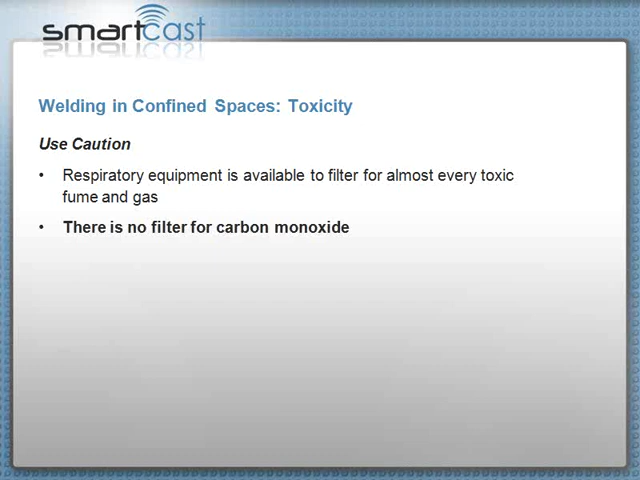 smartcast
Welding in Confined Spaces: Toxicity
Use Caution
• Respiratory equipment is available to filter for almost every toxic
fume and gas
• There is no filter for carbon monoxide